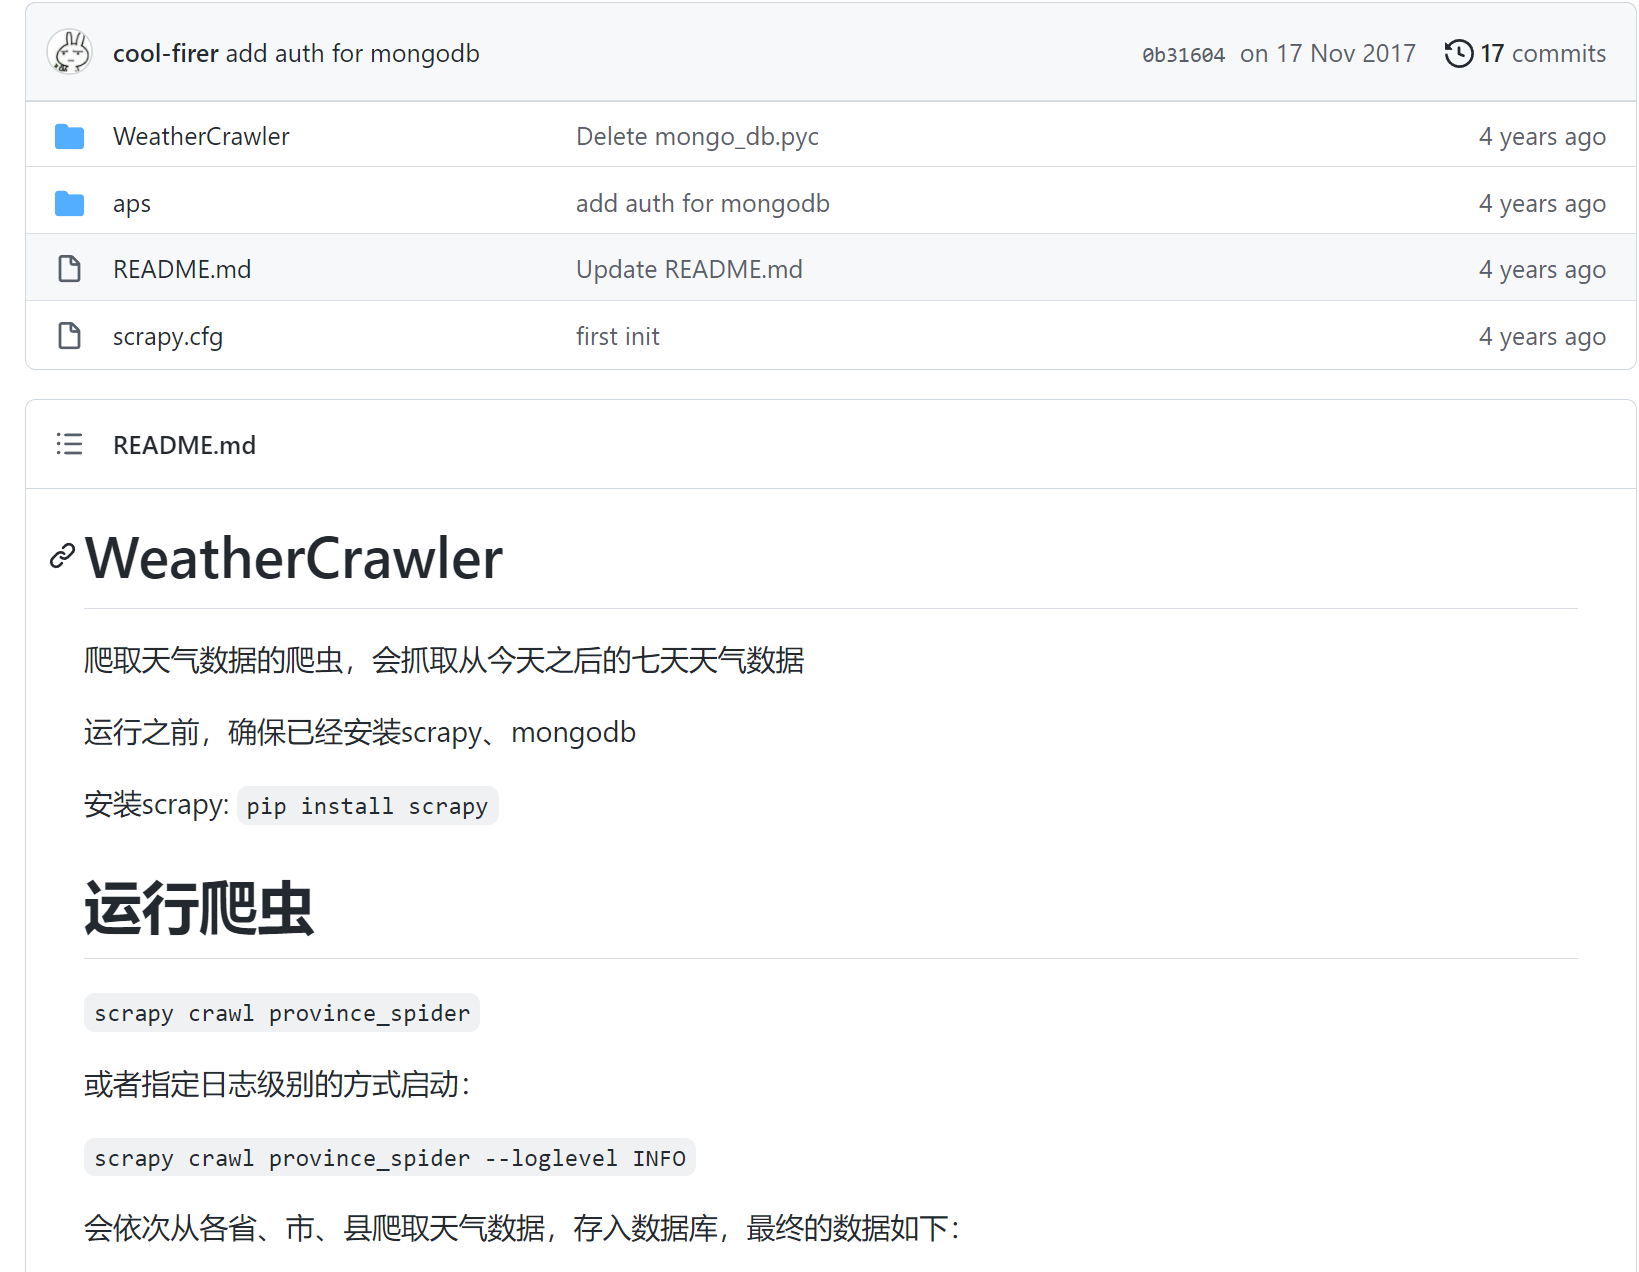 cool-firer add auth for mongodb 0b31604 on 17 Nov 2017 17 commits
WeatherCrawler Delete mongo_db.pyc 4 years ago
aps add auth for mongodb 4 years ago
README.md Update README.md 4 years ago
scrapy.cfg first init 4 years ago
README.md
WeatherCrawler
爬取天气数据的爬虫，会抓取从今天之后的七天天气数据
运行之前，确保已经安装scrapy、mongodb
安装scrapy: pip install scrapy
运行爬虫
scrapy crawl province_spider
或者指定日志级别的方式启动：
scrapy crawl province_spider --loglevel INFO
会依次从各省、市、县爬取天气数据，存入数据库，最终的数据如下：